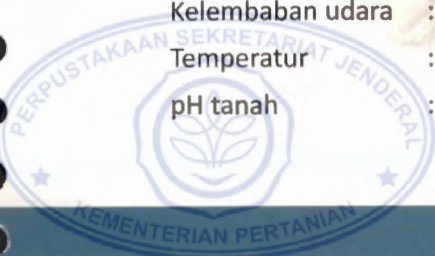 Kelembaban udara :
Temperatur :
pH tanah :
PERPUSTAKAAN SEKRETARIAT JENDERAL
KEMENTERIAN PERTANIAN